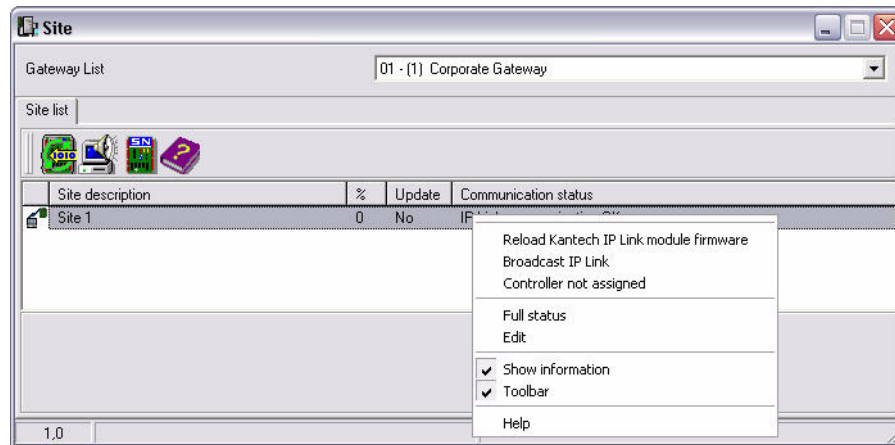 Site
Gateway List 01 - (1) Corporate Gateway
Site list
1010
SN
Site description % Update Communication status
Site 1 0 No
Reload Kantech IP Link module firmware
Broadcast IP Link
Controller not assigned
Full status
Edit
Show information
Toolbar
Help
1,0